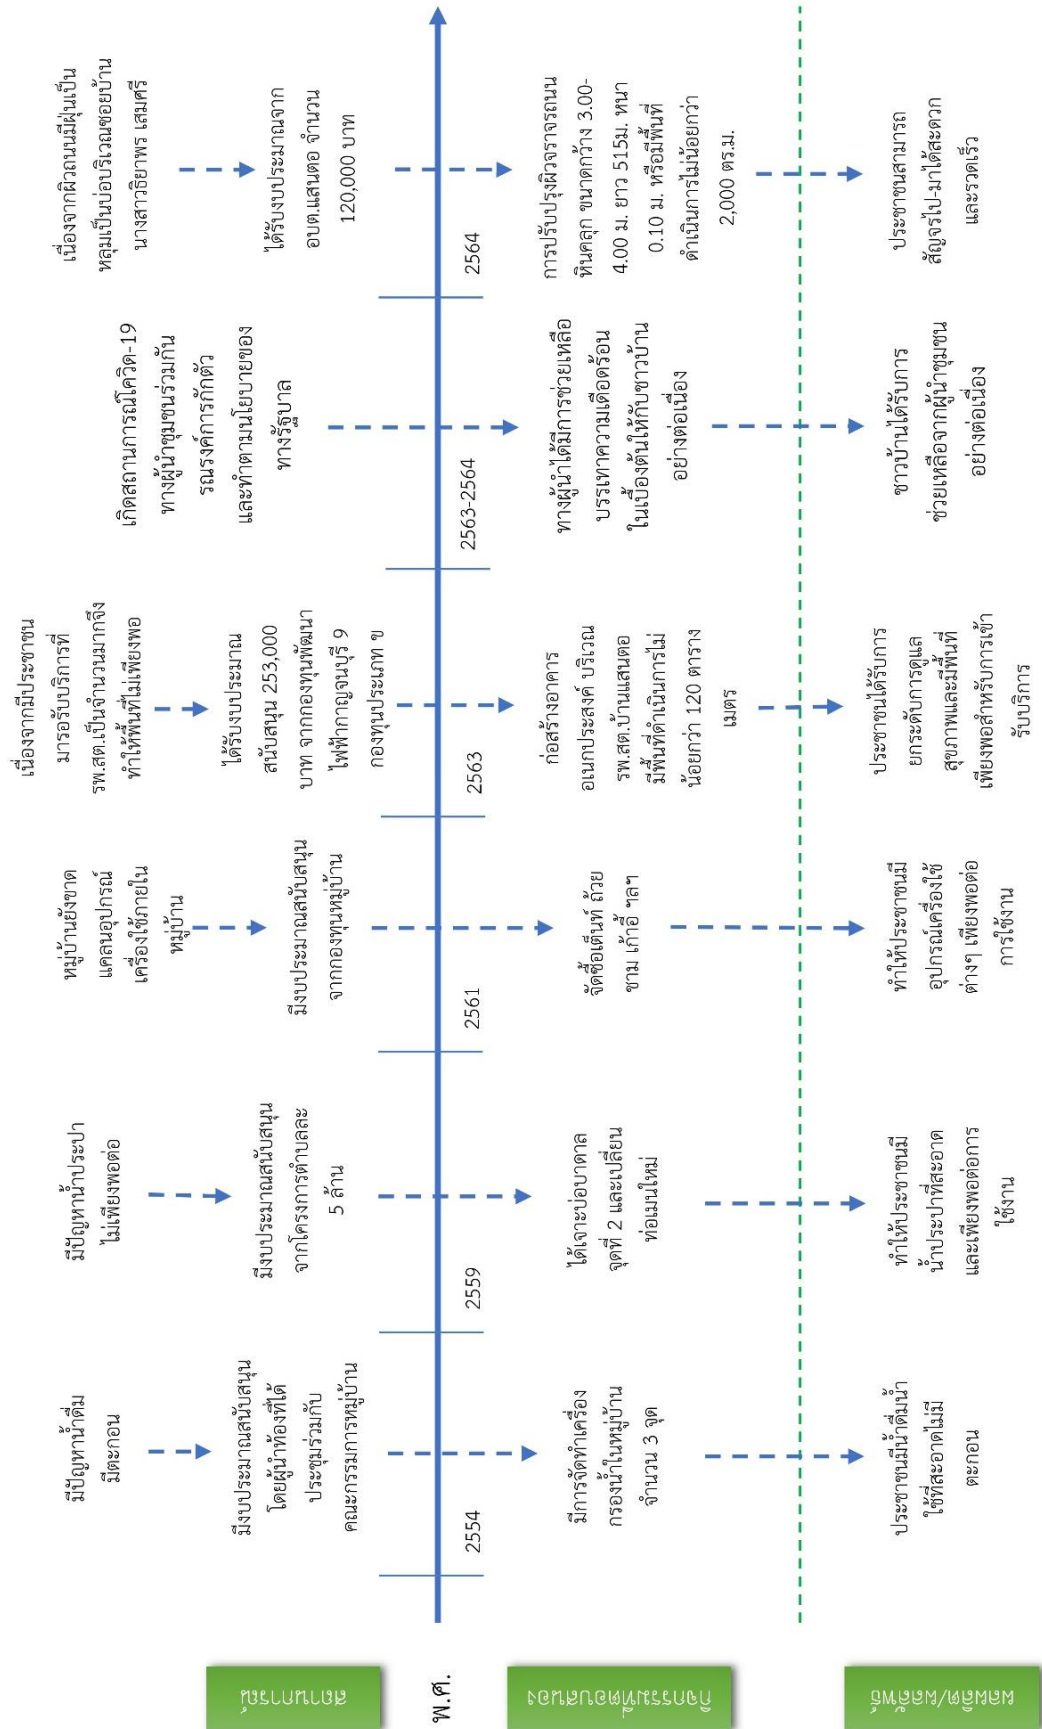 สถานการณ์
มีปัญหาน้ำดื่ม
มีตะกอน
มีงบประมาณสนับสนุน
โดยผู้นำท้องที่ได้
ประชุมร่วมกับ
คณะกรรมการหมู่บ้าน
มีปัญหาน้ำประปา
ไม่เพียงพอต่อ
มีงบประมาณสนับสนุน
จากโครงการตำบลละ
5 ล้าน
หมู่บ้านยังขาด
แคลนอุปกรณ์
เครื่องใช้ภายใน
หมู่บ้าน
มีงบประมาณสนับสนุน
จากกองทุนหมู่บ้าน
เนื่องจากมีประชาชน
มารอรับบริการที่
รพ.สต.เป็นจำนวนมากจึง
ทำให้พื้นที่ไม่เพียงพอ
ได้รับงบประมาณ
สนับสนุน 253,000
บาท จากกองทุนพัฒนา
ไฟฟ้ากาญจนบุรี 9
กองทุนประเภท ข
เกิดสถานการณ์โควิด-19
ทางผู้นำชุมชนร่วมกัน
รณรงค์การกักตัว
และทำตามนโยบายของ
ทางรัฐบาล
เนื่องจากผิวถนนมีฝุ่นเป็น
หลุมเป็นบ่อบริเวณซอยบ้าน
นางสาวธิยาพร เสมศรี
ได้รับงบประมาณจาก
อบต.แสนตอ จำนวน
120,000 บาท
พ.ศ.
2554
2559
2561
2563
2563-2564
2564
กิจกรรมที่ตอบสนอง
มีการจัดทำเครื่อง
กรองน้ำในหมู่บ้าน
จำนวน 3 จุด
ได้เจาะบ่อบาดาล
จุดที่ 2 และเปลี่ยน
ท่อเมนใหม่
จัดซื้อเต็นท์ ถ้วย
ชาม เก้าอี้ ฯลฯ
ก่อสร้างอาคาร
อเนกประสงค์ บริเวณ
รพ.สต.บ้านแสนตอ
มีพื้นที่ดำเนินการไม่
น้อยกว่า 120 ตาราง
เมตร
ทางผู้นำได้มีการช่วยเหลือ
บรรเทาความเดือดร้อน
ในเบื้องต้นให้กับชาวบ้าน
อย่างต่อเนื่อง
การปรับปรุงผิวจราจรถนน
หินคลุก ขนาดกว้าง 3.00-
4.00 ม. ยาว 515ม. หนา
0.10 ม. หรือมีพื้นที่
ดำเนินการไม่น้อยกว่า
2,000 ตร.ม.
ผลผลิต/ผลลัพธ์
ประชาชนมีน้ำดื่มน้ำ
ใช้ที่สะอาดไม่มี
ตะกอน
ทำให้ประชาชนมี
น้ำประปาที่สะอาด
และเพียงพอต่อการ
ใช้งาน
ทำให้ประชาชนมี
อุปกรณ์เครื่องใช้
ต่างๆ เพียงพอต่อ
การใช้งาน
ประชาชนได้รับการ
ยกระดับการดูแล
สุขภาพและมีพื้นที่
เพียงพอสำหรับการเข้า
รับบริการ
ชาวบ้านได้รับการ
ช่วยเหลือจากผู้นำชุมชน
อย่างต่อเนื่อง
ประชาชนสามารถ
สัญจรไป-มาได้สะดวก
และรวดเร็ว